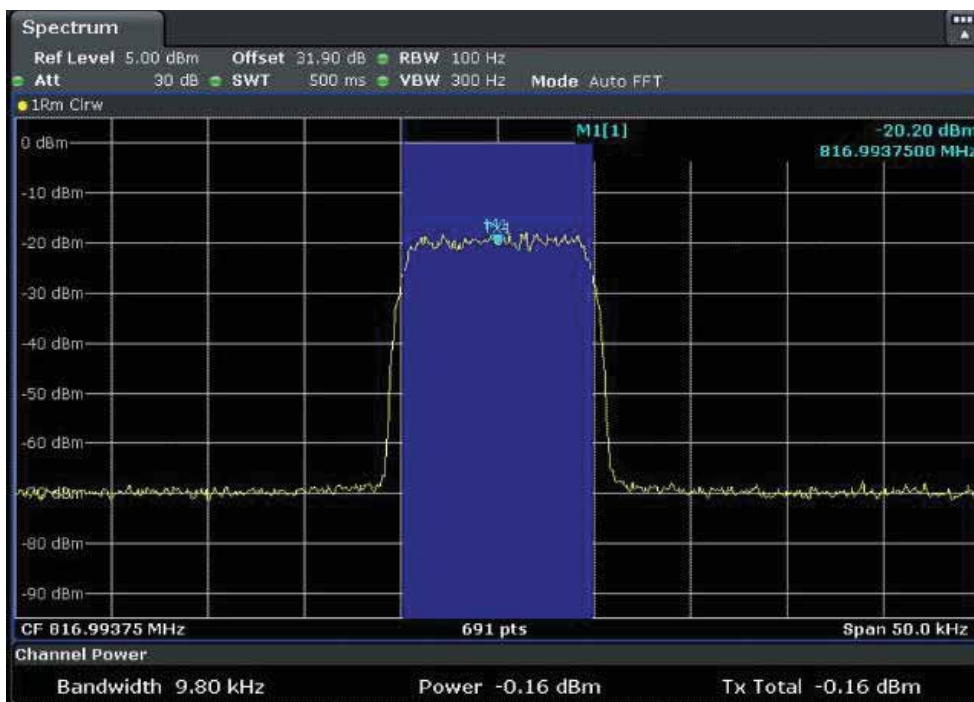 Spectrum
Ref Level 5.00 dBm Offset 31.90 dB RBW 100 Hz
Att 30 dB SWT 500 ms VBW 300 Hz Mode Auto FFT
1Rm Clrw
M1[1] -20.20 dBm
816.9937500 MHz
0 dBm
-10 dBm
-20 dBm
-30 dBm
-40 dBm
-50 dBm
-60 dBm
-70 dBm
-80 dBm
-90 dBm
CF 816.99375 MHz 691 pts Span 50.0 kHz
Channel Power
Bandwidth 9.80 kHz Power -0.16 dBm Tx Total -0.16 dBm